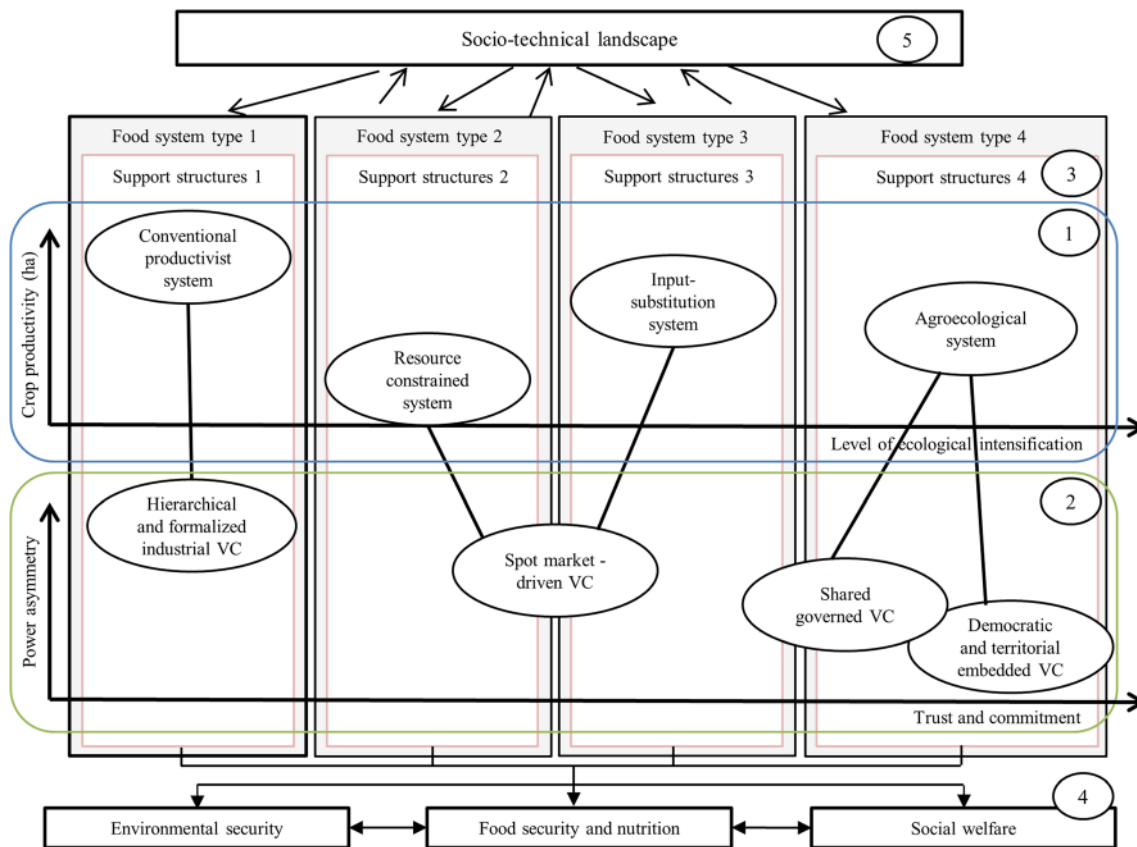 Socio-technical landscape
5
Food system type 1
Food system type 2
Food system type 3
Food system type 4
Support structures 1
Support structures 2
Support structures 3
Support structures 4
3
1
Crop productivity (ha)
Conventional
productivist
system
Resource
constrained
system
Input-
substitution
system
Agroecological
system
Level of ecological intensification
2
Power asymmetry
Hierarchical
and formalized
industrial VC
Spot market -
driven VC
Shared
governed VC
Democratic
and territorial
embedded VC
Trust and commitment
4
Environmental security
Food security and nutrition
Social welfare